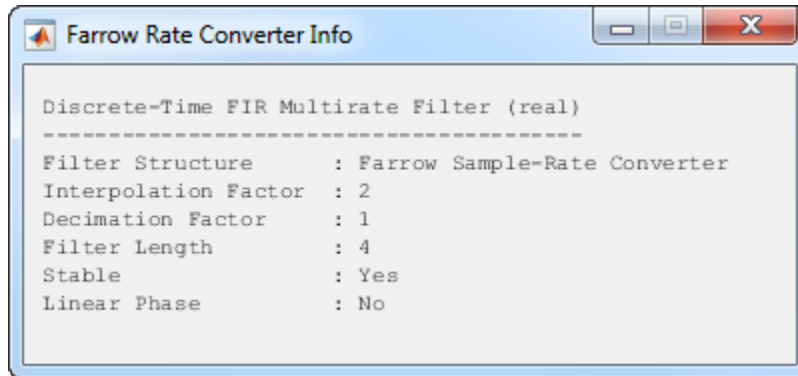 Farrow Rate Converter Info
Discrete-Time FIR Multirate Filter (real)
-----------------------------------------
Filter Structure      : Farrow Sample-Rate Converter
Interpolation Factor  : 2
Decimation Factor     : 1
Filter Length         : 4
Stable                : Yes
Linear Phase          : No